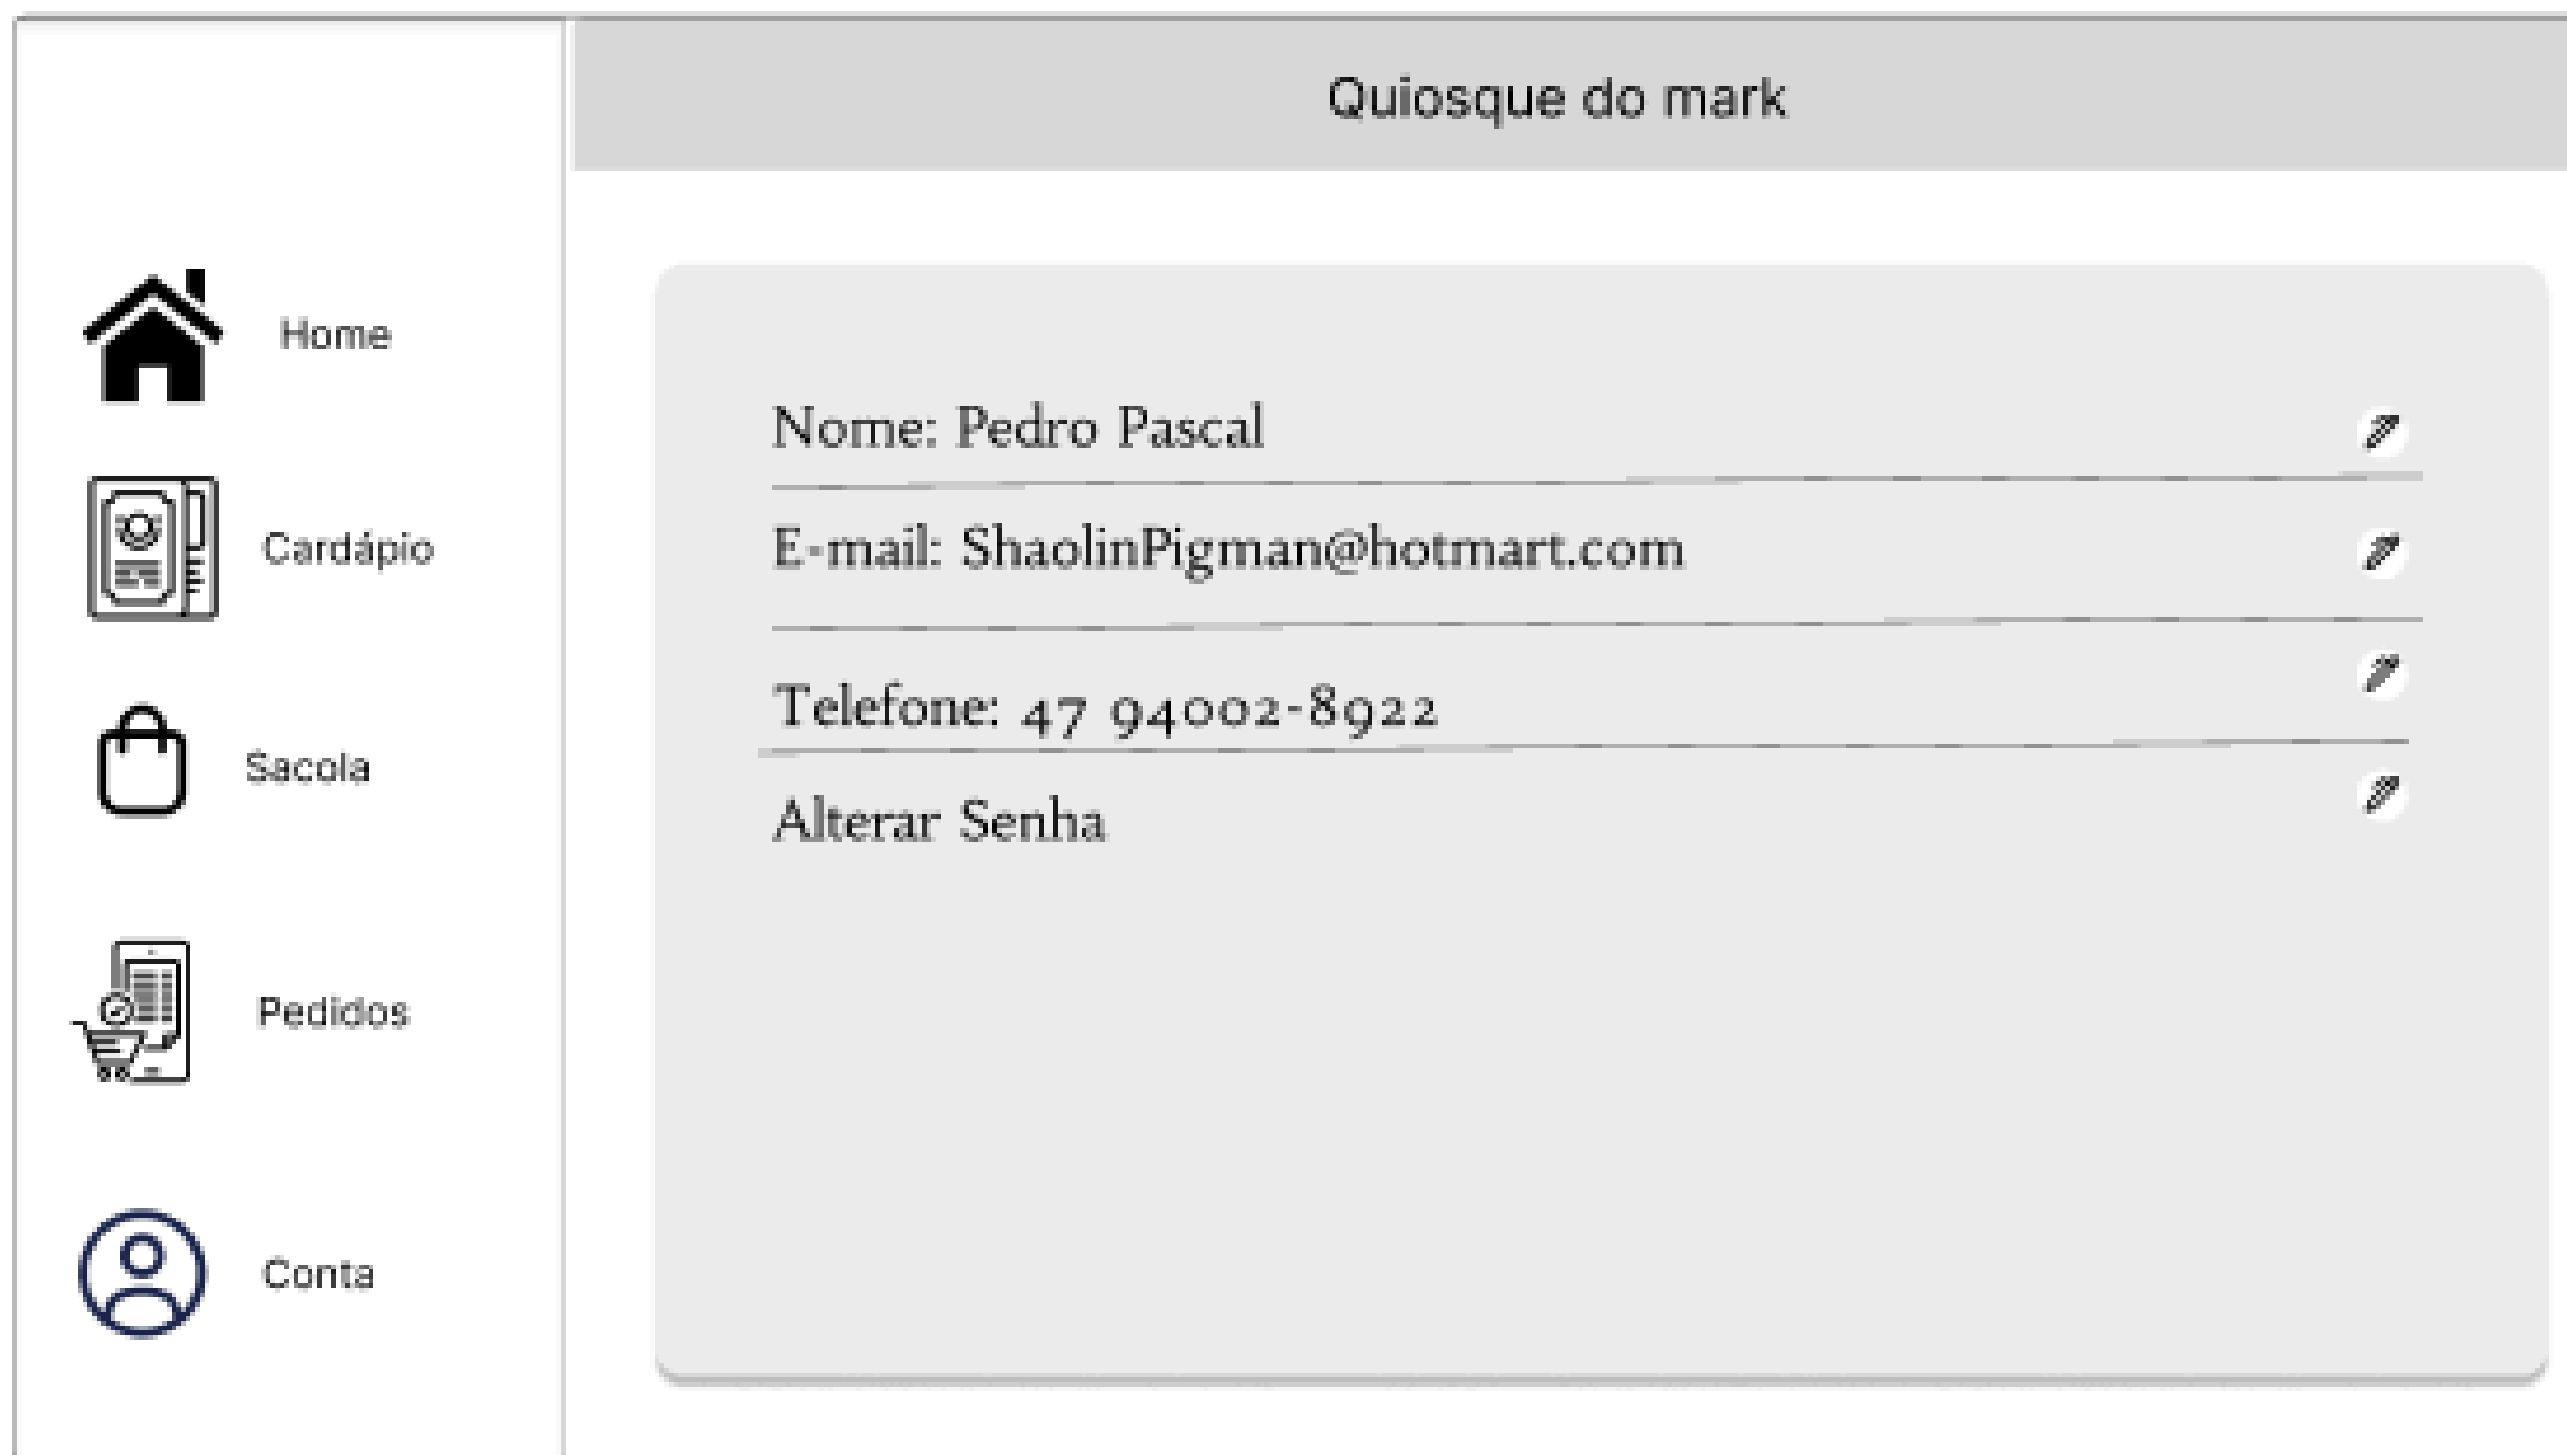 Quiosque do mark
Home
Cardápio
Sacola
Pedidos
Conta
Nome: Pedro Pascal
E-mail: ShaolinPigman@hotmart.com
Telefone: 47 94002-8922
Alterar Senha